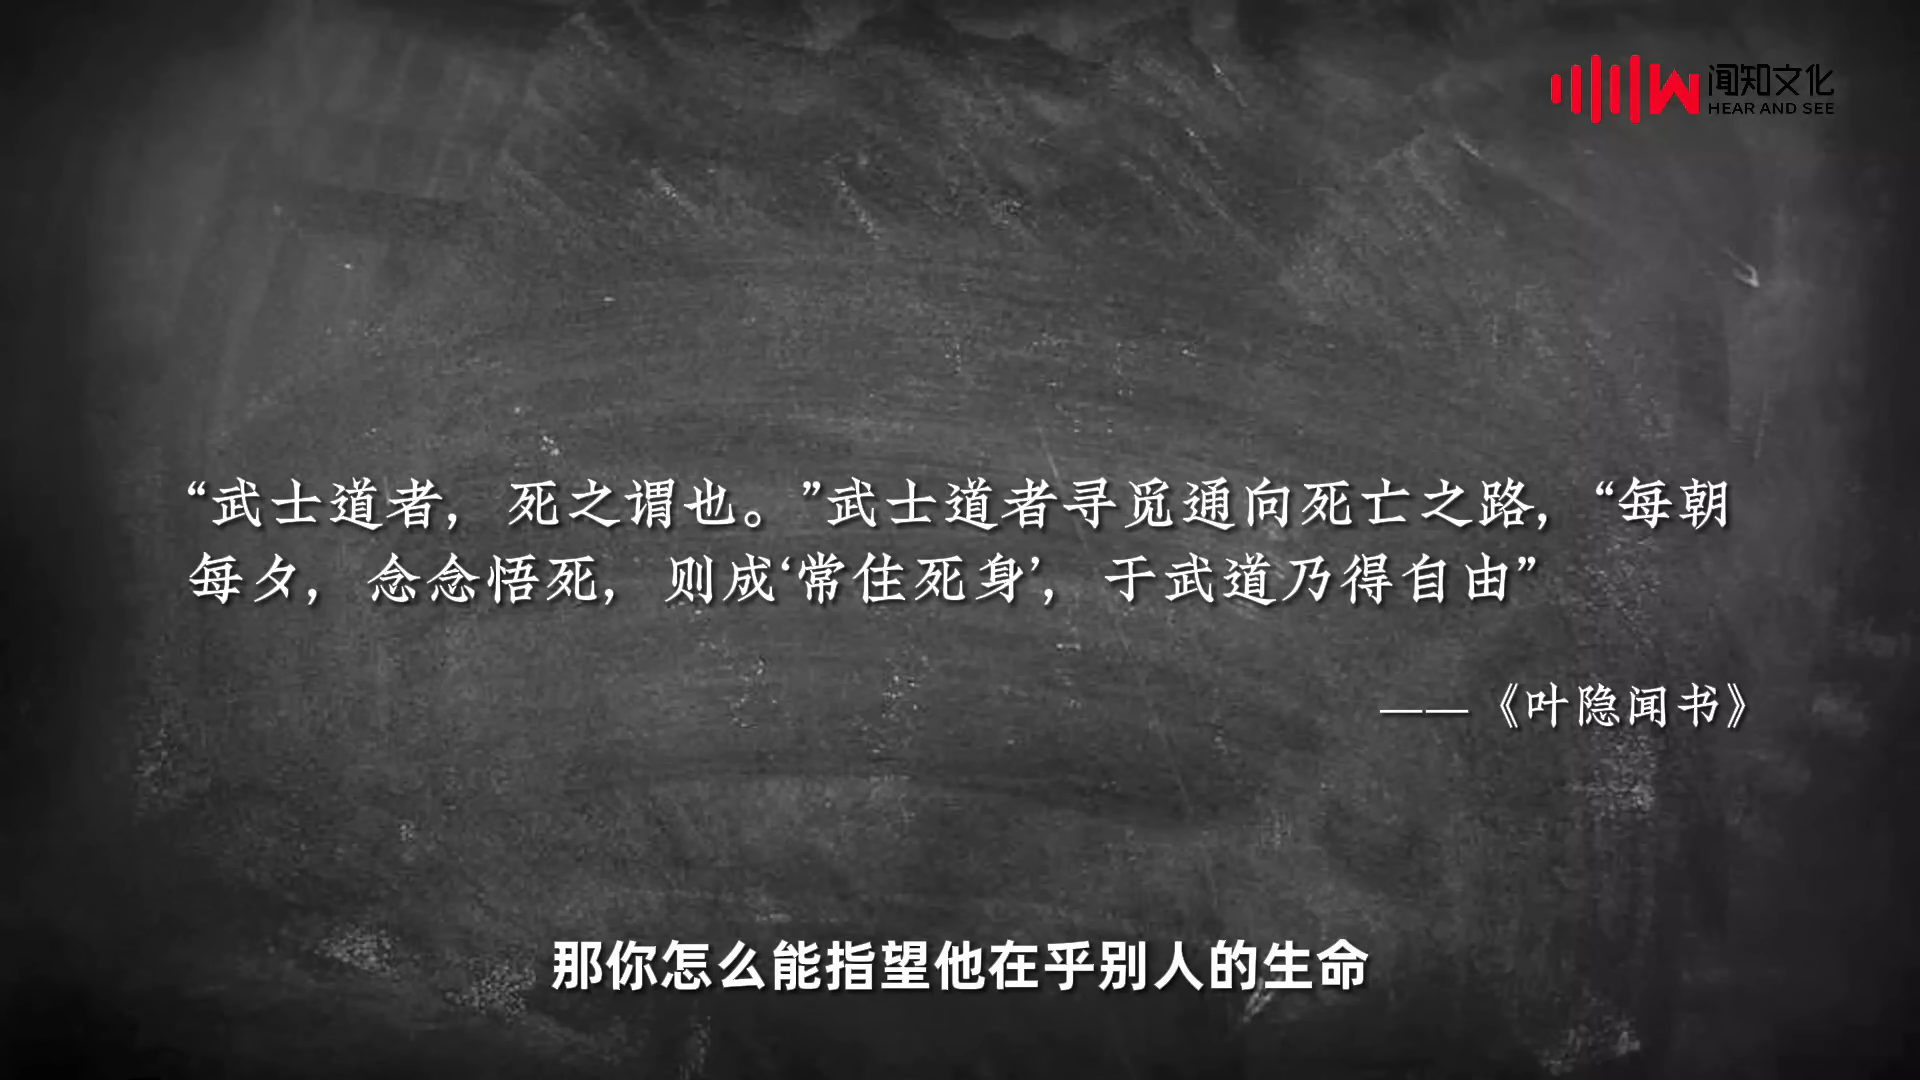 闻知文化
HEAR AND SEE
“武士道者，死之谓也。”武士道者寻觅通向死亡之路，“每朝
每夕，念念悟死，则成‘常住死身’，于武道乃得自由”
——《叶隐闻书》
那你怎么能指望他在乎别人的生命